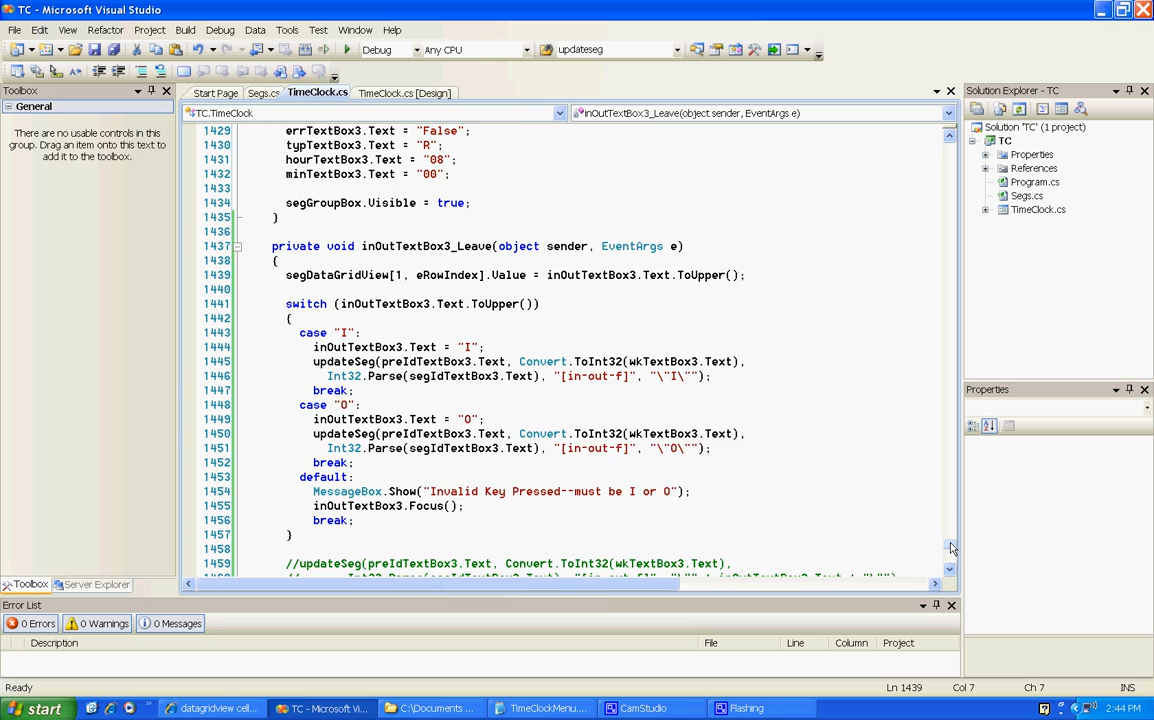 TC - Microsoft Visual Studio
File Edit View Refactor Project Build Debug Data Tools Test Window Help
Debug Any CPU updateseg
Toolbox
General
There are no usable controls in this
group. Drag an item onto this text to
add it to the toolbox.
Toolbox Server Explorer
Start Page Segs.cs TimeClock.cs TimeClock.cs [Design]
TC.TimeClock inOutTextBox3_Leave(object sender, EventArgs e)
1429 errTextBox3.Text = "False";
1430 typTextBox3.Text = "R";
1431 hourTextBox3.Text = "08";
1432 minTextBox3.Text = "00";
1433
1434 segGroupBox.Visible = true;
1435 }
1436
1437 private void inOutTextBox3_Leave(object sender, EventArgs e)
1438 {
1439 segDataGridView[1, eRowIndex].Value = inOutTextBox3.Text.ToUpper();
1440
1441 switch (inOutTextBox3.Text.ToUpper())
1442 {
1443 case "I":
1444 inOutTextBox3.Text = "I";
1445 updateSeg(preIdTextBox3.Text, Convert.ToInt32(wkTextBox3.Text),
1446 Int32.Parse(segIdTextBox3.Text), "[in-out-f]", "\"I\"");
1447 break;
1448 case "O":
1449 inOutTextBox3.Text = "O";
1450 updateSeg(preIdTextBox3.Text, Convert.ToInt32(wkTextBox3.Text),
1451 Int32.Parse(segIdTextBox3.Text), "[in-out-f]", "\"O\"");
1452 break;
1453 default:
1454 MessageBox.Show("Invalid Key Pressed--must be I or O");
1455 inOutTextBox3.Focus();
1456 break;
1457 }
1458
1459 //updateSeg(preIdTextBox3.Text, Convert.ToInt32(wkTextBox3.Text),
Solution Explorer - TC
Solution 'TC' (1 project)
TC
Properties
References
Program.cs
Segs.cs
TimeClock.cs
Properties
Error List
0 Errors 0 Warnings 0 Messages
Description File Line Column Project
Ready Ln 1439 Col 7 Ch 7 INS
start datagridview cell... TC - Microsoft Vi... C:\Documents ... TimeClockMenu.... CamStudio Flashing 2:44 PM